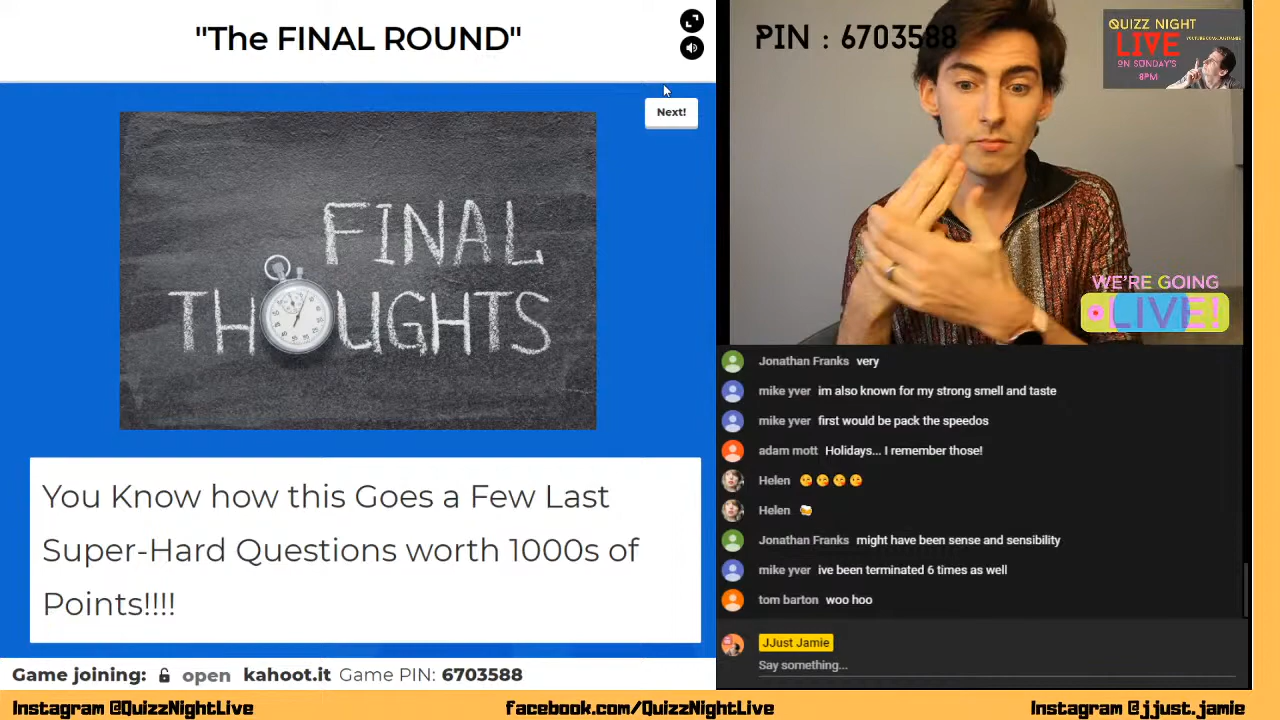 "The FINAL ROUND"
Next!
FINAL
THOUGHTS
You Know how this Goes a Few Last
Super-Hard Questions worth 1000s of
Points!!!!
Game joining: open kahoot.it Game PIN: 6703588
PIN : 6703588
QUIZZ NIGHT
LIVE
ON SUNDAY'S
8PM
WE'RE GOING
LIVE!
Jonathan Franks very
mike yver im also known for my strong smell and taste
mike yver first would be pack the speedos
adam mott Holidays... I remember those!
Helen 😋 😋 😋 😋
Helen 🍻
Jonathan Franks might have been sense and sensibility
mike yver ive been terminated 6 times as well
tom barton woo hoo
JJust Jamie
Say something...
Instagram @QuizzNightLive
facebook.com/QuizzNightLive
Instagram @jjust.jamie